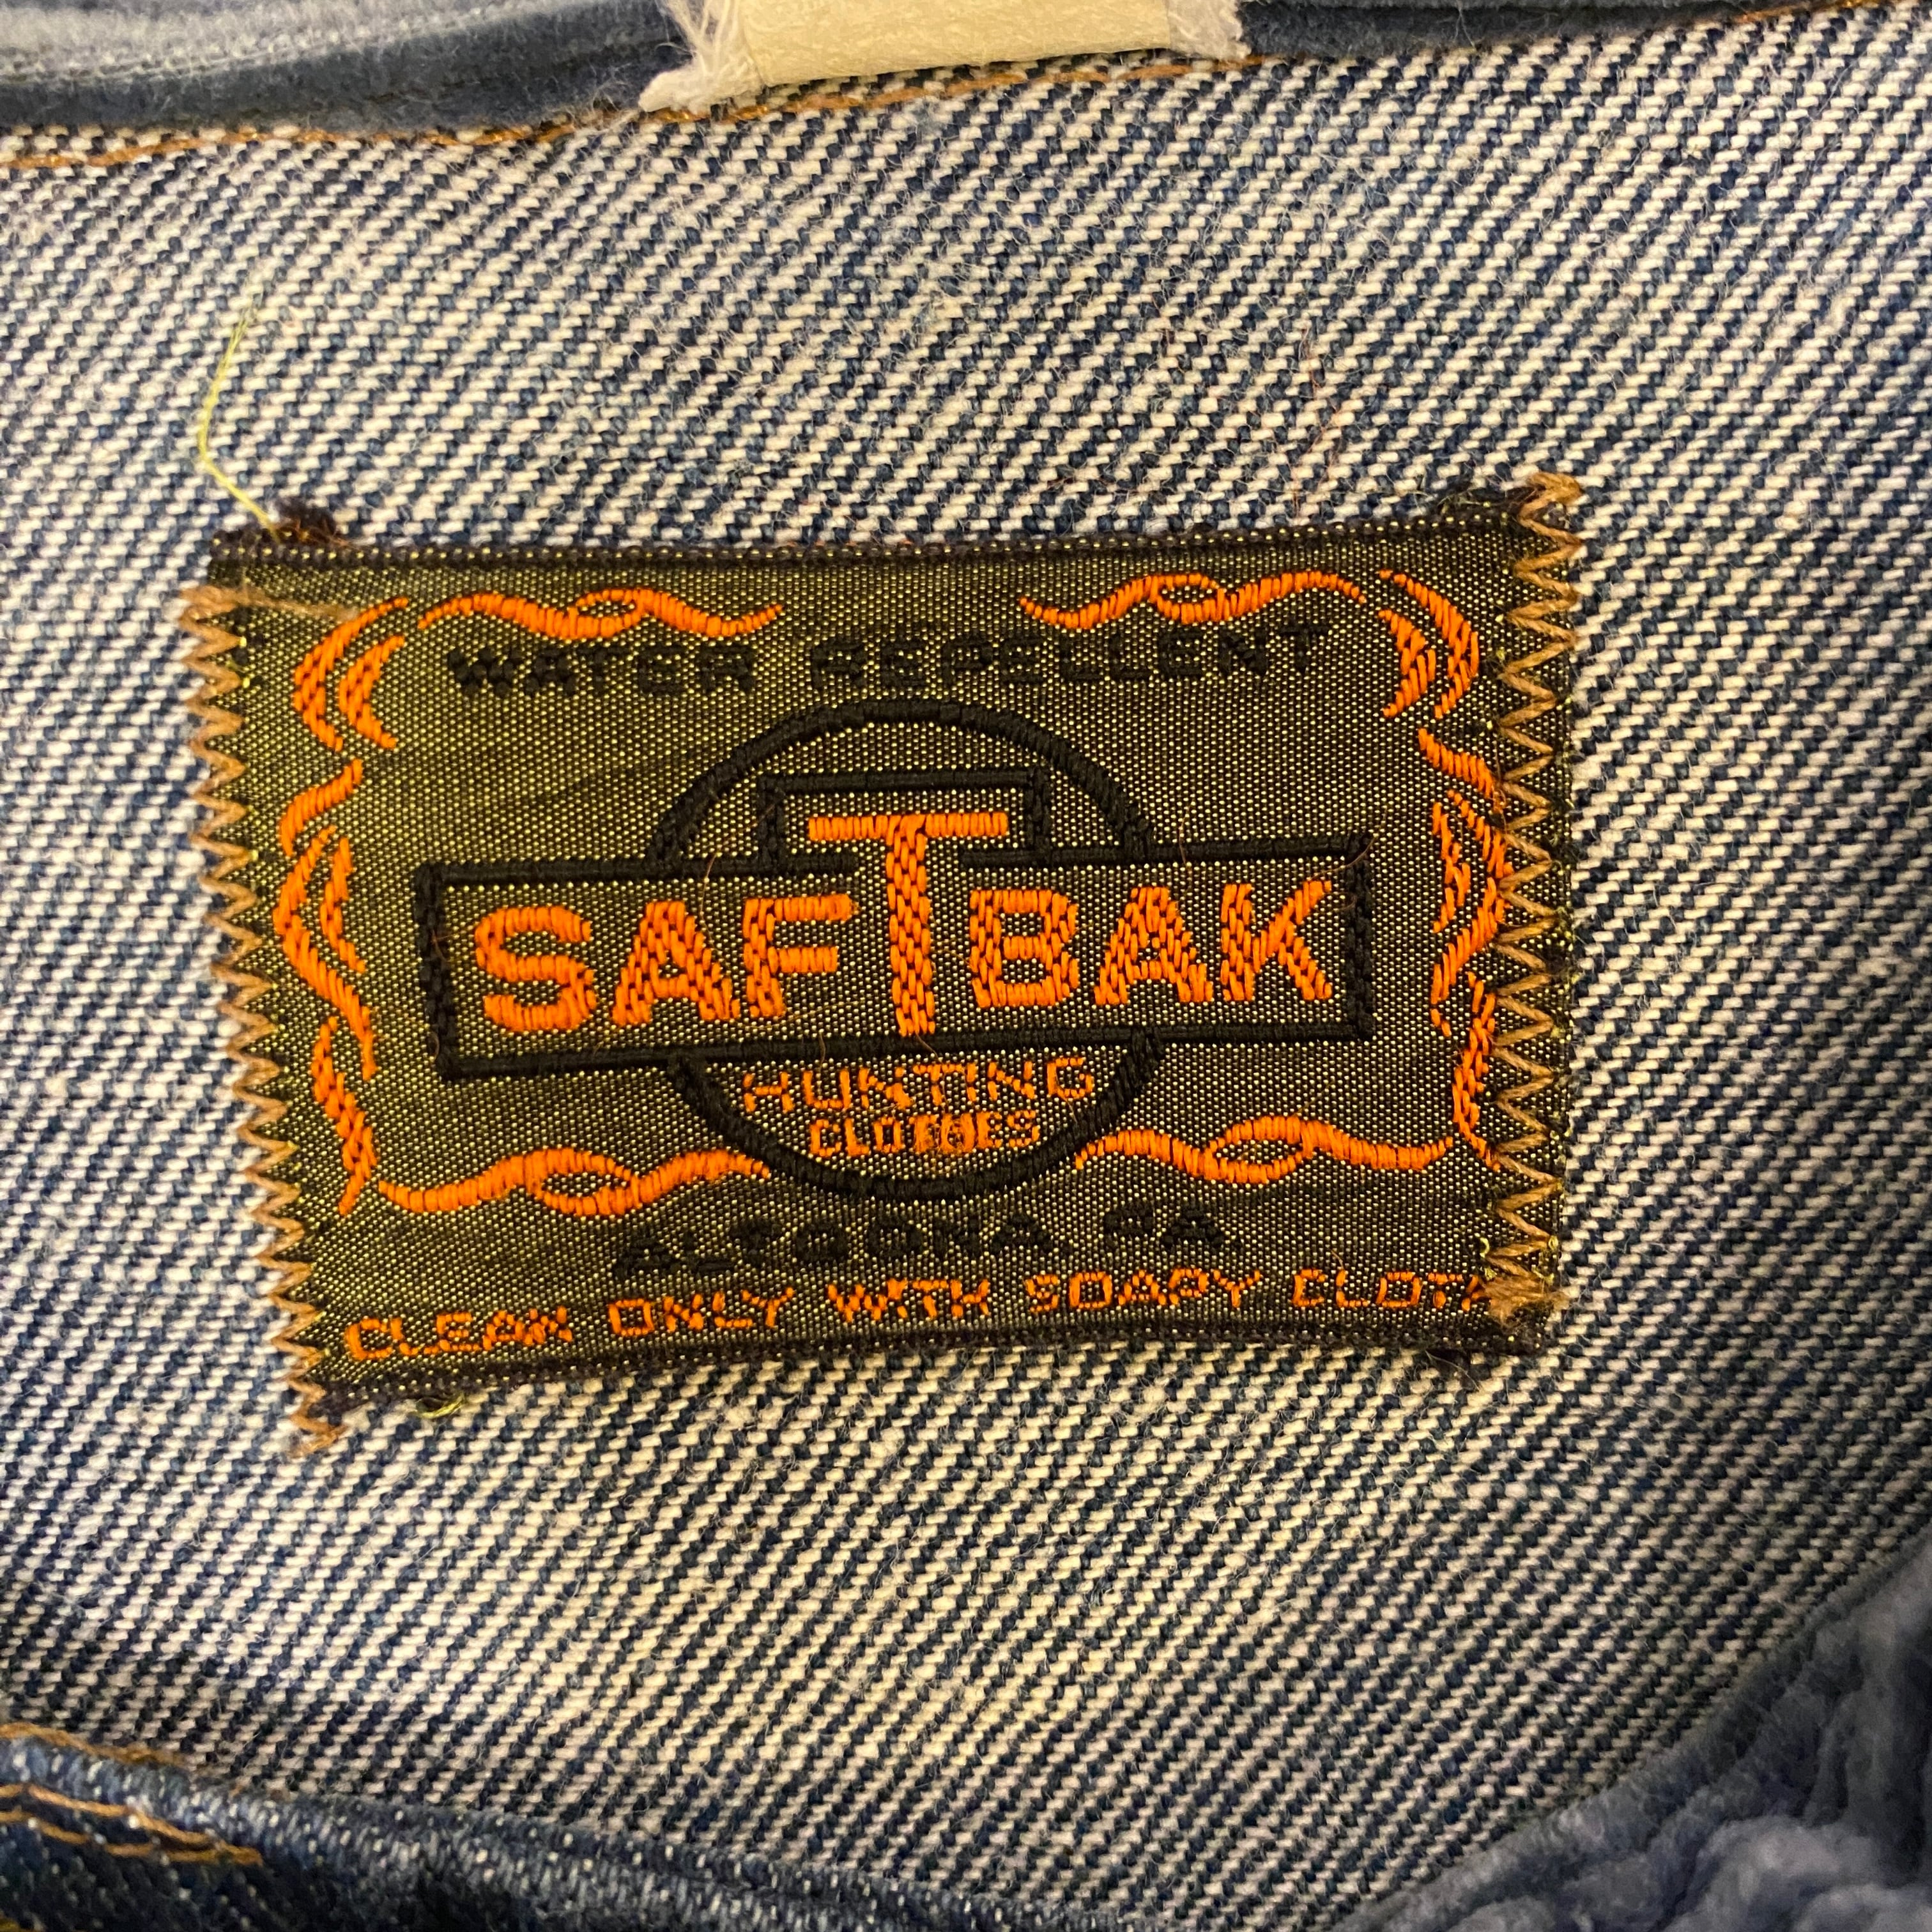 WATER REPELLENT
SAFTBAK
HUNTING
CLOTHES
ALTOONA, PA.
CLEAN ONLY WITH SOAPY CLOTH